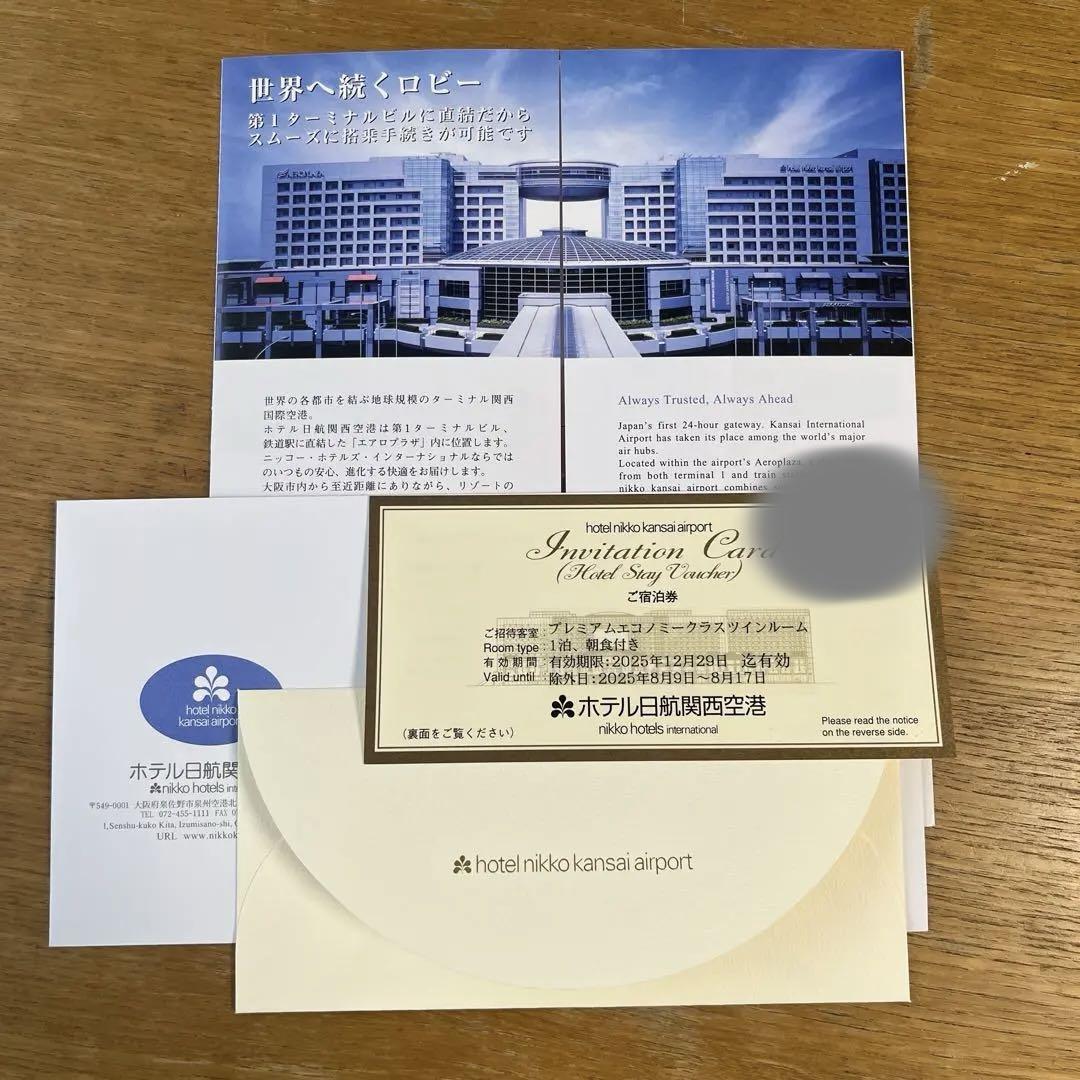 世界へ続くロビー
第1ターミナルビルに直結だから
スムーズに搭乗手続きが可能です
世界の各都市を結ぶ地球規模のターミナル関西
国際空港。
ホテル日航関西空港は第1ターミナルビル、
鉄道駅に直結した「エアロプラザ」内に位置します。
ニッコー・ホテルズ・インターナショナルならでは
のいつもの安心、進化する快適をお届けします。
大阪市内から至近距離にありながら、リゾートの
Always Trusted, Always Ahead
Japan's first 24-hour gateway. Kansai International
Airport has taken its place among the world's major
air hubs.
Located within the airport's Aeroplaza,
from both terminal 1 and train
nikko kansai airport combines
hotel nikko kansai airport
Invitation Card
(Hotel Stay Voucher)
ご宿泊券
ご招待客室 : プレミアムエコノミークラスツインルーム
Room type : 1泊、朝食付き
有効期間 : 有効期限:2025年12月29日 迄有効
Valid until : 除外日:2025年8月9日～8月17日
ホテル日航関西空港
nikko hotels international
(裏面をご覧ください)
Please read the notice
on the reverse side.
hotel nikko
kansai airport
ホテル日航関
nikko hotels
〒549-0001 大阪府泉佐野市泉州空港北
TEL 072-455-1111 FAX
1,Senshu-kuko Kita, Izumisano-shi,
URL www.nikkok
hotel nikko kansai airport